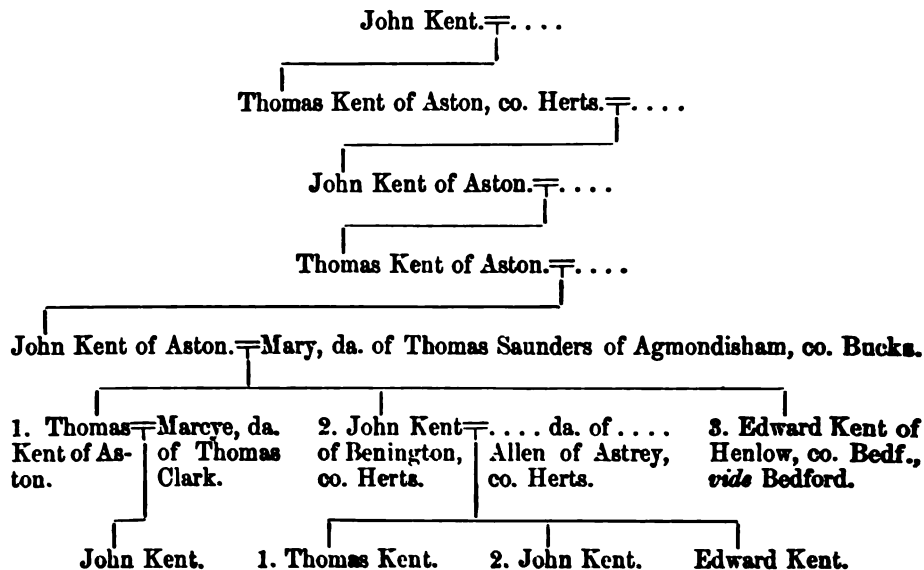 John Kent. . . . .
Thomas Kent of Aston, co. Herts. . . . .
John Kent of Aston. . . . .
Thomas Kent of Aston. . . . .
John Kent of Aston. Mary, da. of Thomas Saunders of Agmondisham, co. Bucks.
1. Thomas Kent of As-
ton.
Marcye, da.
of Thomas
Clark.
2. John Kent
of Benington,
co. Herts.
. . . . da. of . . . .
Allen of Astrey,
co. Herts.
3. Edward Kent of
Henlow, co. Bedf.,
vide Bedford.
John Kent. 1. Thomas Kent. 2. John Kent. Edward Kent.